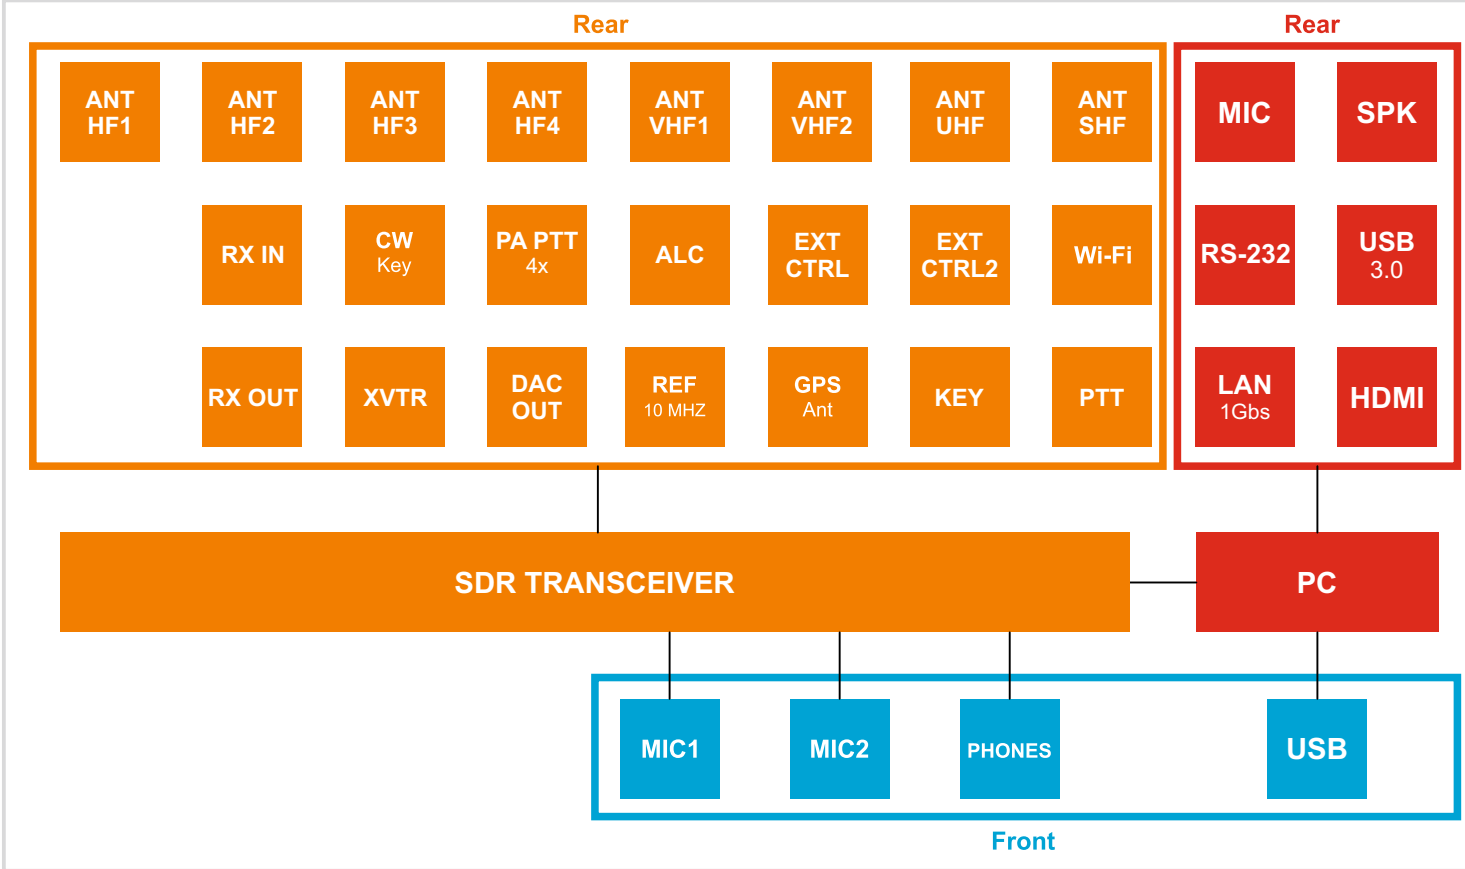 Rear
Rear
ANT
HF1
ANT
HF2
ANT
HF3
ANT
HF4
ANT
VHF1
ANT
VHF2
ANT
UHF
ANT
SHF
MIC
SPK
RX IN
CW
Key
PA PTT
4x
ALC
EXT
CTRL
EXT
CTRL2
Wi-Fi
RS-232
USB
3.0
RX OUT
XVTR
DAC
OUT
REF
10 MHZ
GPS
Ant
KEY
PTT
LAN
1Gbs
HDMI
SDR TRANSCEIVER
PC
MIC1
MIC2
PHONES
USB
Front